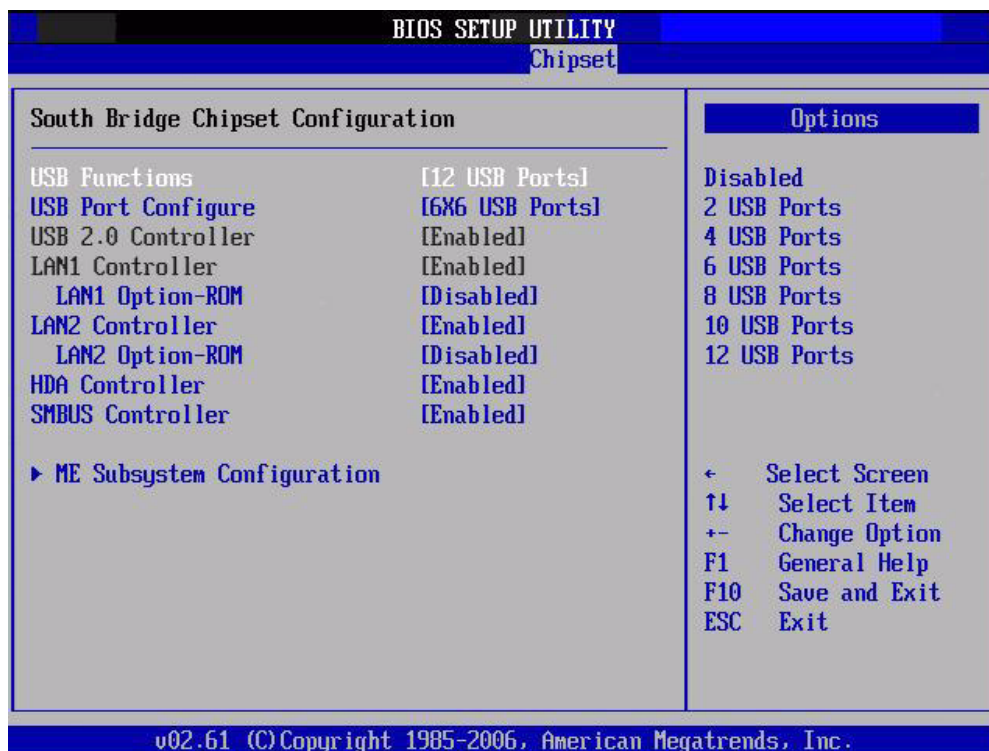 BIOS SETUP UTILITY
Chipset
South Bridge Chipset Configuration
USB Functions [12 USB Ports]
USB Port Configure [6X6 USB Ports]
USB 2.0 Controller [Enabled]
LAN1 Controller [Enabled]
LAN1 Option-ROM [Disabled]
LAN2 Controller [Enabled]
LAN2 Option-ROM [Disabled]
HDA Controller [Enabled]
SMBUS Controller [Enabled]
▶ ME Subsystem Configuration
Options
Disabled
2 USB Ports
4 USB Ports
6 USB Ports
8 USB Ports
10 USB Ports
12 USB Ports
← Select Screen
↑↓ Select Item
+- Change Option
F1 General Help
F10 Save and Exit
ESC Exit
v02.61 (C)Copyright 1985-2006, American Megatrends, Inc.